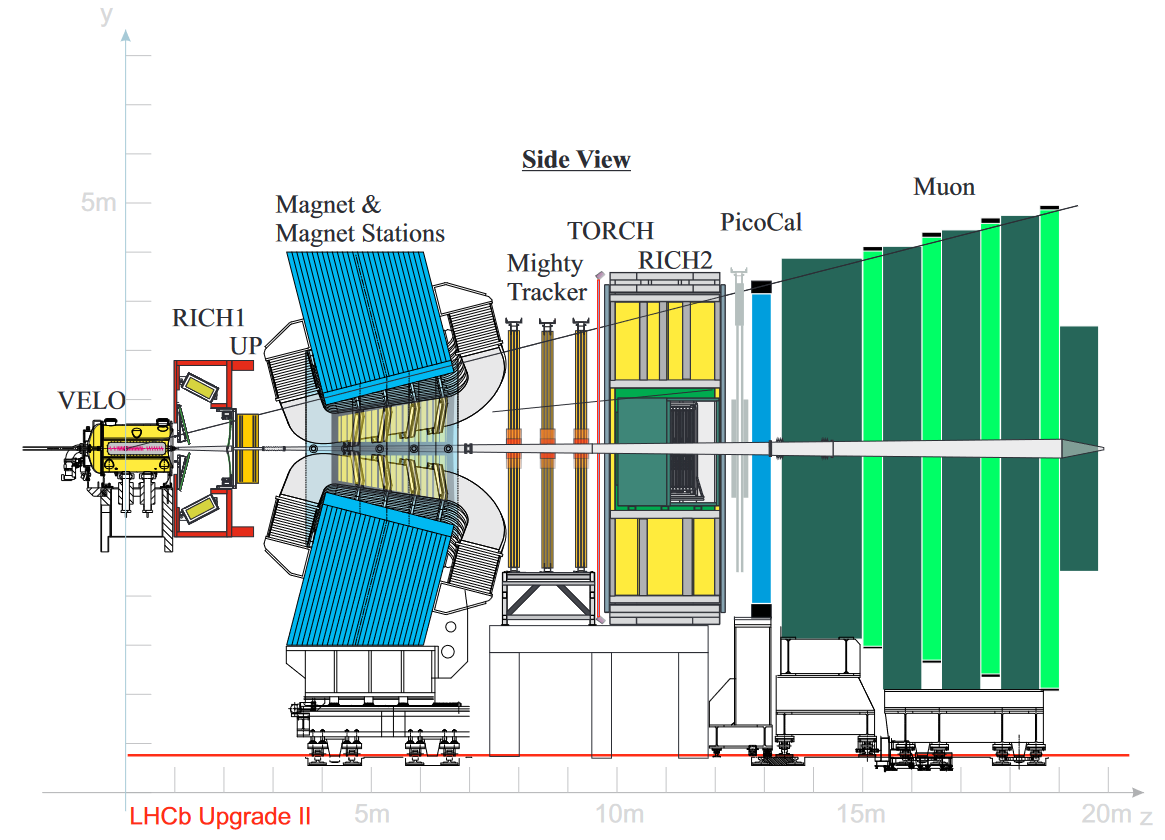 y
Side View
5m
Magnet &
Magnet Stations
Muon
PicoCal
TORCH
RICH2
Mighty
Tracker
RICH1
UP
VELO
LHCb Upgrade II
5m
10m
15m
20m
z